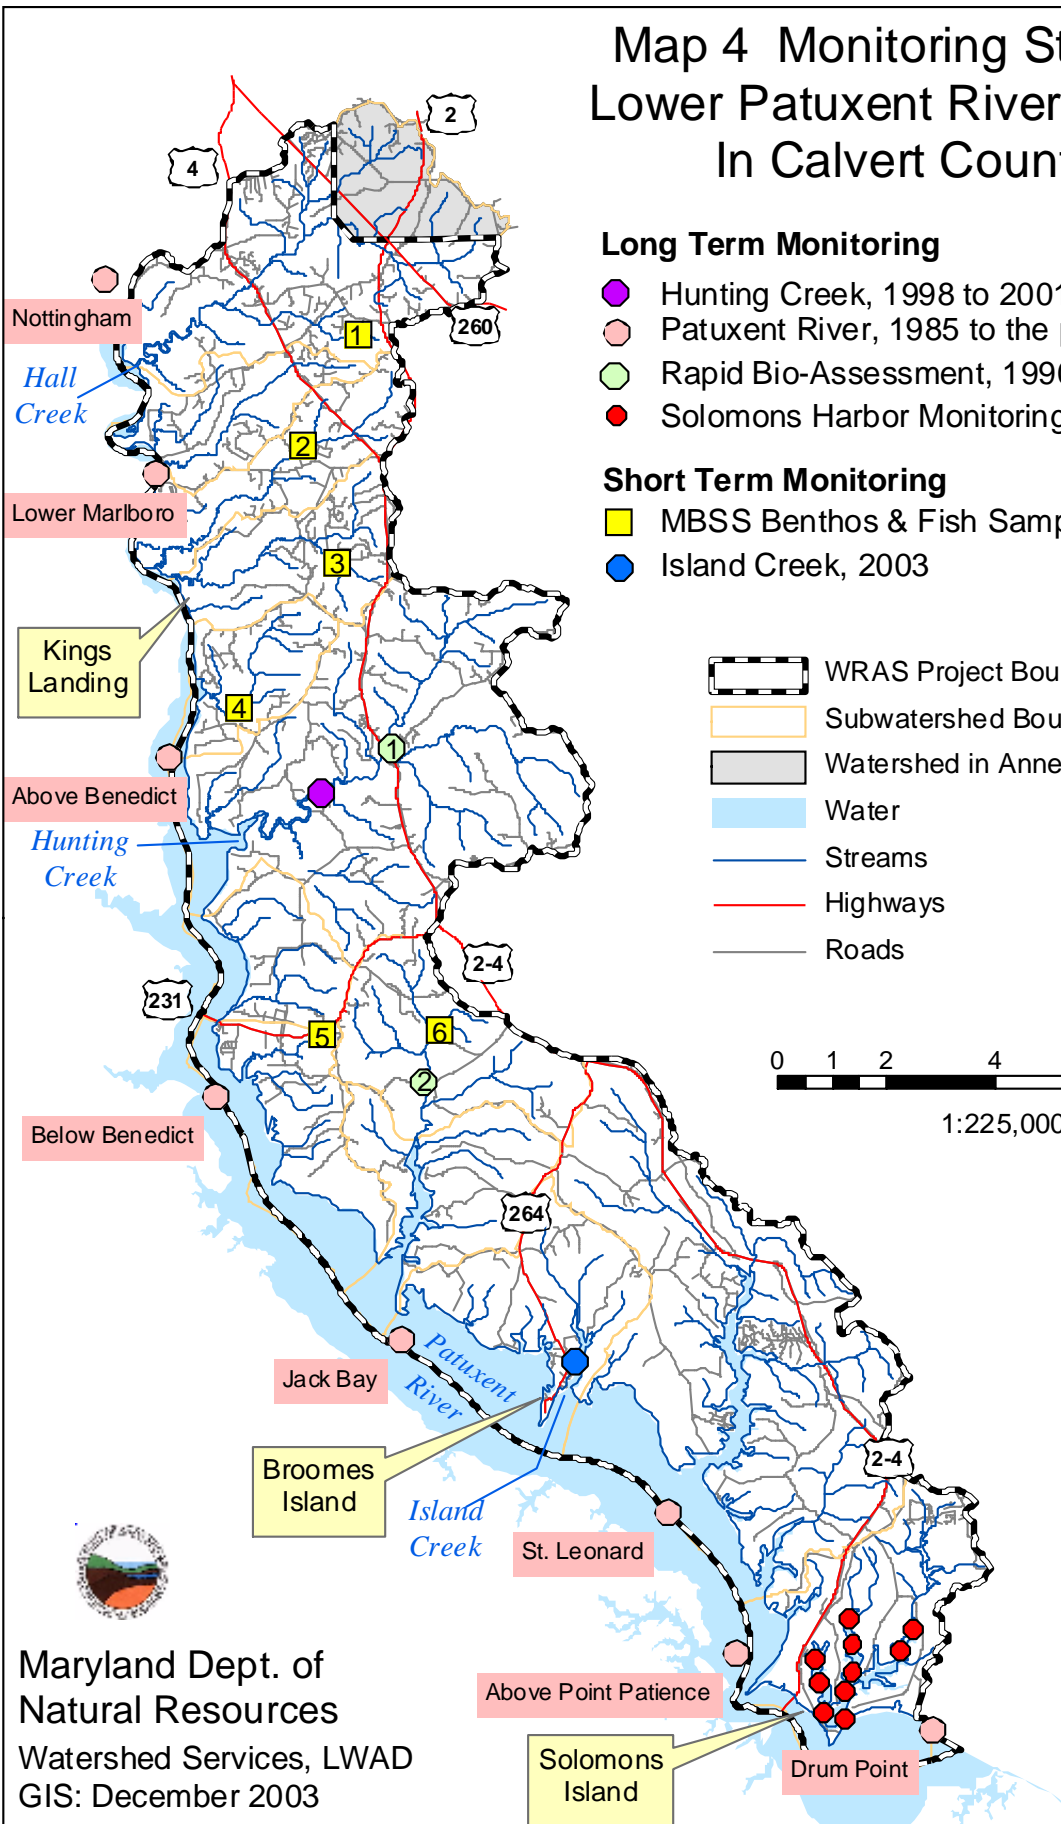 Map 4 Monitoring St
Lower Patuxent River
In Calvert Coun
2
4
Long Term Monitoring
Hunting Creek, 1998 to 2001
Patuxent River, 1985 to the
Rapid Bio-Assessment, 199
Solomons Harbor Monitoring
Short Term Monitoring
MBSS Benthos & Fish Samp
Island Creek, 2003
WRAS Project Bou
Subwatershed Bou
Watershed in Anne
Water
Streams
Highways
Roads
0 1 2 4
1:225,000
Nottingham
260
1
Hall
Creek
2
Lower Marlboro
3
Kings
Landing
4
1
Above Benedict
Hunting
Creek
2-4
231
5
6
2
Below Benedict
264
Jack Bay
Patuxent
River
2-4
Broomes
Island
Island
Creek
St. Leonard
Above Point Patience
Solomons
Island
Drum Point
Maryland Dept. of
Natural Resources
Watershed Services, LWAD
GIS: December 2003